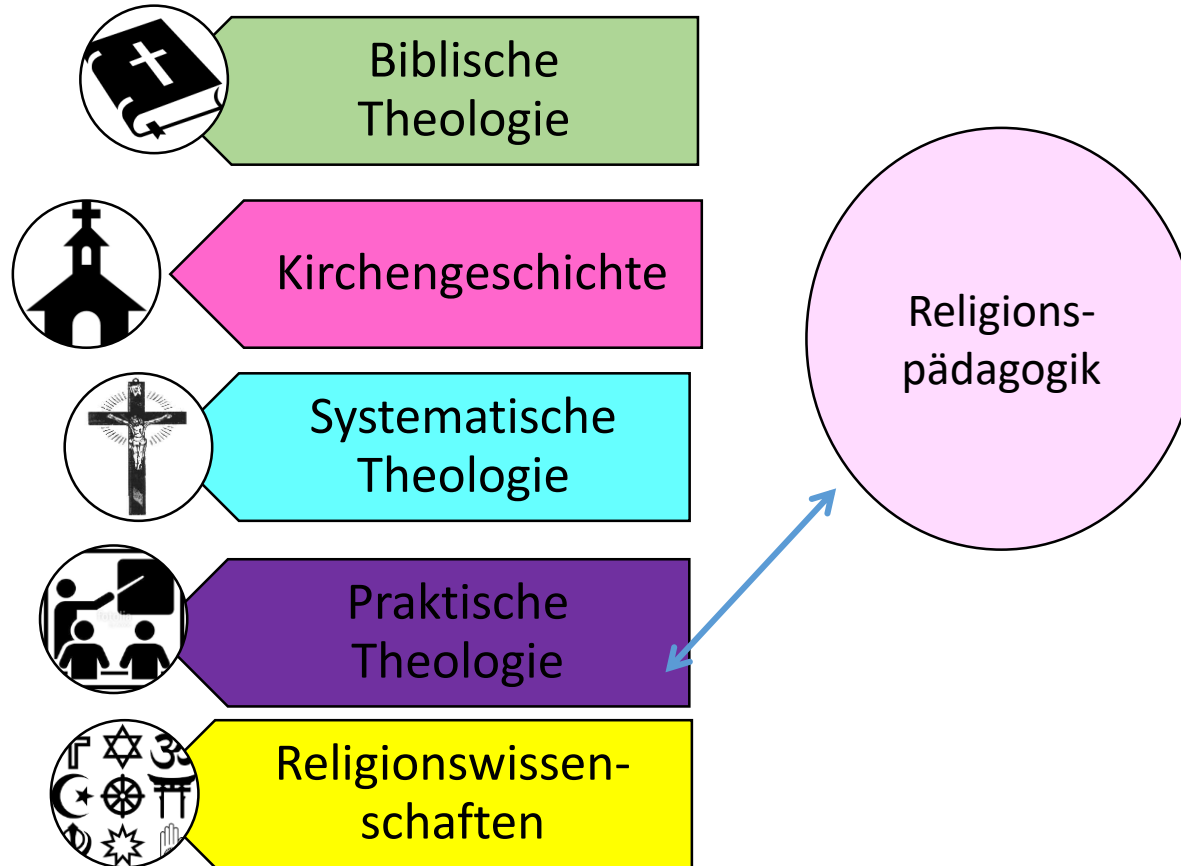 Biblische
Theologie
Kirchengeschichte
Systematische
Theologie
Praktische
Theologie
Religionswissen-
schaften
Religions-
pädagogik